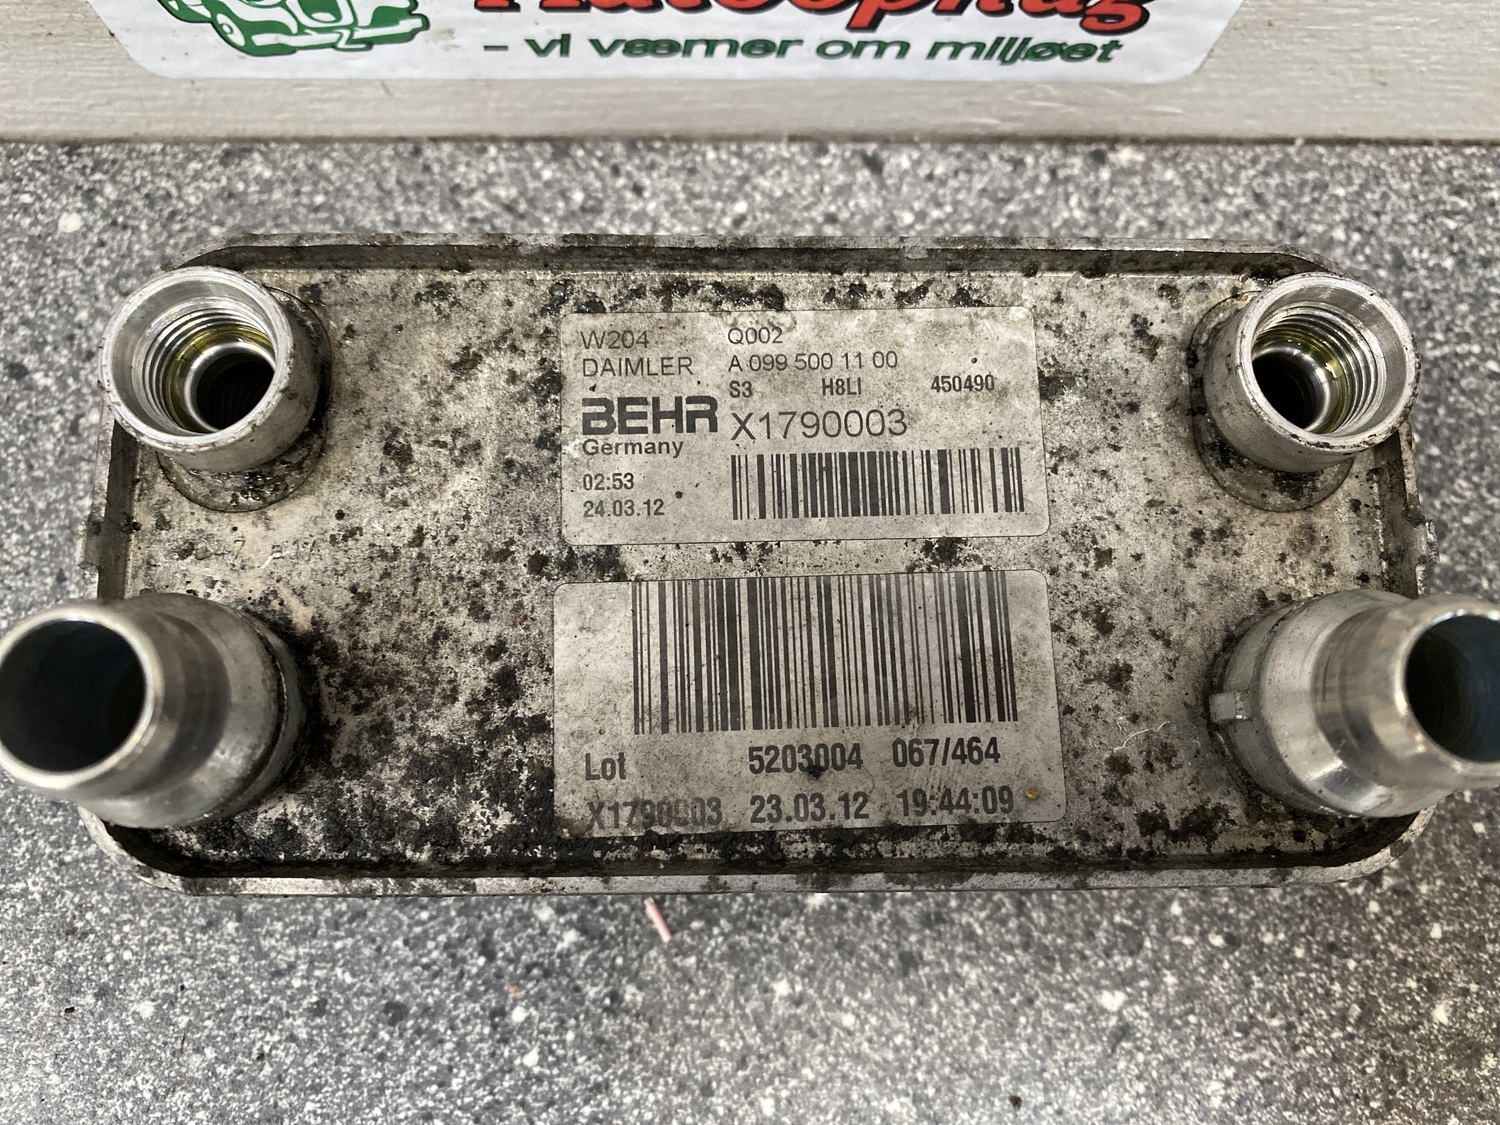 - vi værner om miljøet
W204 Q002
DAIMLER A 099 500 11 00
S3 H8LI 450490
BEHR X1790003
Germany
02:53
24.03.12
Lot 5203004 067/464
X1790003 23.03.12 19:44:09